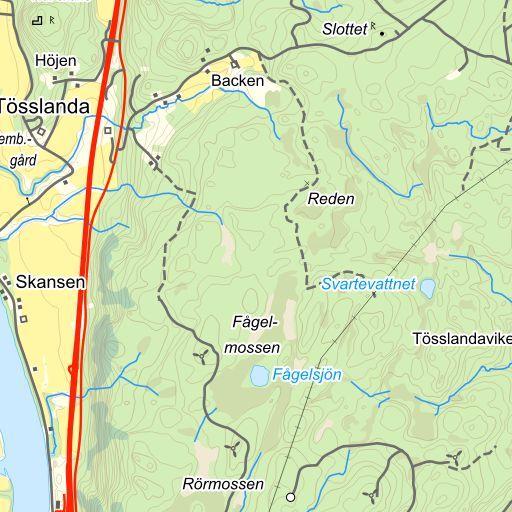 Slottet R
R
Höjen
Backen
Tösslanda
emb.-
gård
Reden
Skansen
Svartevattnet
Fågel-
mossen
Tösslandavike
Fågelsjön
Rörmossen